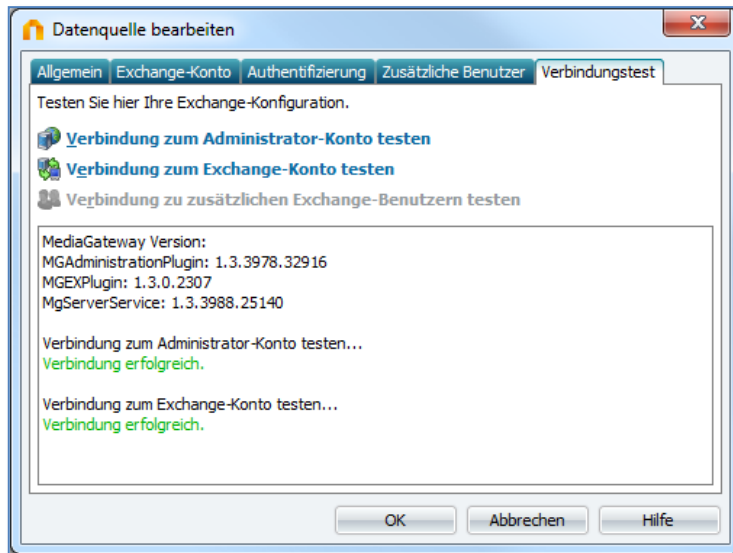 Datenquelle bearbeiten
Allgemein Exchange-Konto Authentifizierung Zusätzliche Benutzer Verbindungstest
Testen Sie hier Ihre Exchange-Konfiguration.
Verbindung zum Administrator-Konto testen
Verbindung zum Exchange-Konto testen
Verbindung zu zusätzlichen Exchange-Benutzern testen
MediaGateway Version:
MGAdministrationPlugin: 1.3.3978.32916
MGEXPlugin: 1.3.0.2307
MgServerService: 1.3.3988.25140
Verbindung zum Administrator-Konto testen...
Verbindung erfolgreich.
Verbindung zum Exchange-Konto testen...
Verbindung erfolgreich.
OK Abbrechen Hilfe